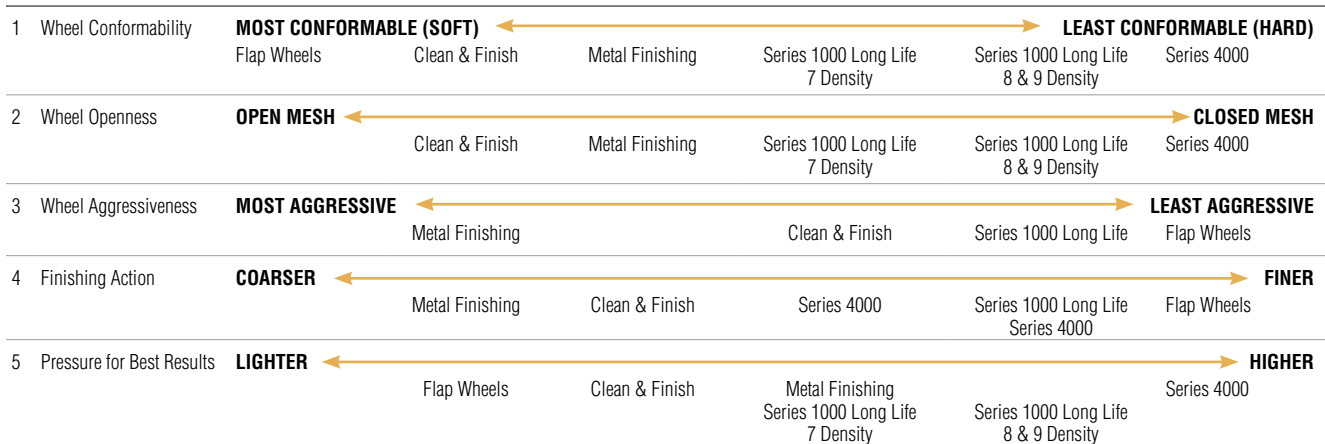 1 Wheel Conformability MOST CONFORMABLE (SOFT) LEAST CONFORMABLE (HARD)
Flap Wheels Clean & Finish Metal Finishing Series 1000 Long Life Series 1000 Long Life Series 4000
7 Density 8 & 9 Density
2 Wheel Openness OPEN MESH CLOSED MESH
Clean & Finish Metal Finishing Series 1000 Long Life Series 1000 Long Life Series 4000
7 Density 8 & 9 Density
3 Wheel Aggressiveness MOST AGGRESSIVE LEAST AGGRESSIVE
Metal Finishing Clean & Finish Series 1000 Long Life Flap Wheels
4 Finishing Action COARSER FINER
Metal Finishing Clean & Finish Series 4000 Series 1000 Long Life Flap Wheels
Series 4000
5 Pressure for Best Results LIGHTER HIGHER
Flap Wheels Clean & Finish Metal Finishing Series 4000
Series 1000 Long Life Series 1000 Long Life
7 Density 8 & 9 Density